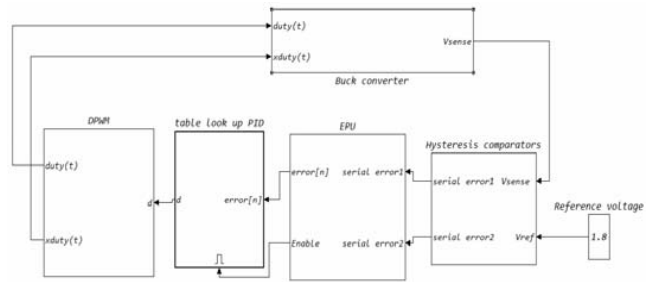 duty(t)
xduty(t)
Vsense
Buck converter
DPWM
table look up PID
EPU
Hysteresis comparators
Reference voltage
duty(t)
xduty(t)
d
d
error[n]
error[n]
serial error1
Enable
serial error2
serial error1
Vsense
serial error2
Vref
1.8